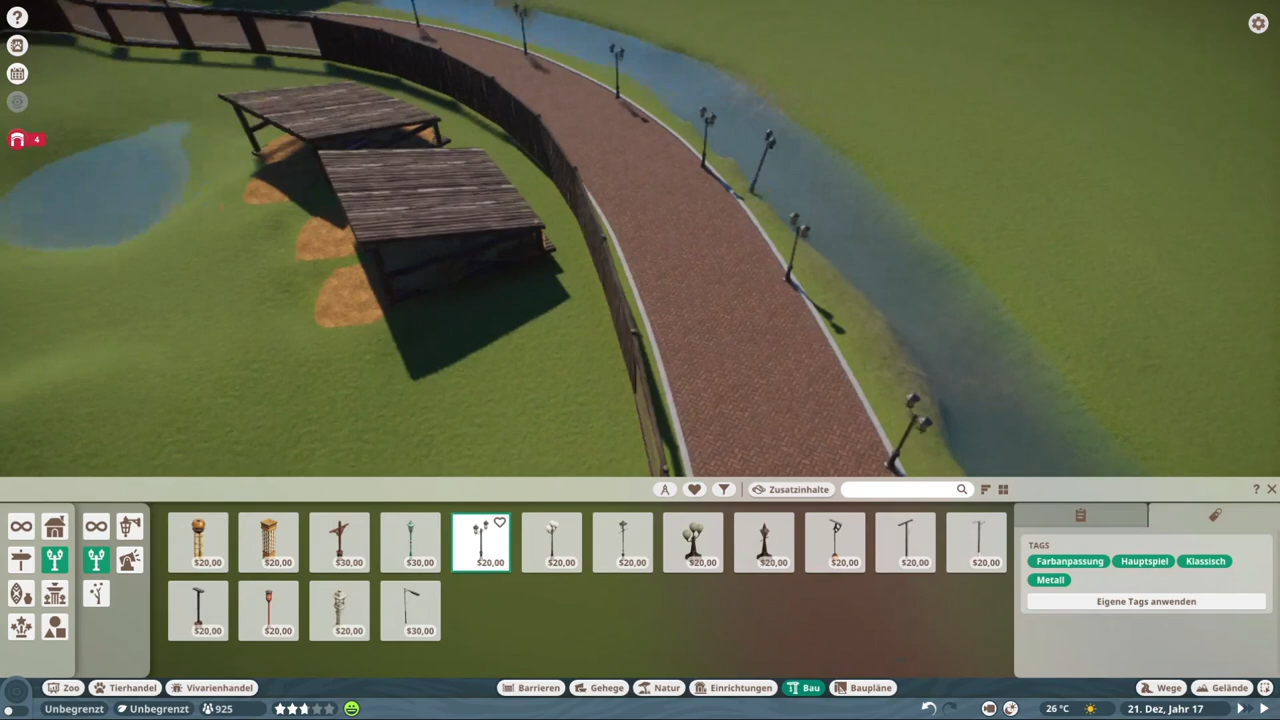 ?
4
Zusatzinhalte
? ×
$20,00 $20,00 $30,00 $30,00 $20,00 $20,00 $20,00 $20,00 $20,00 $20,00 $20,00 $20,00
$20,00 $20,00 $20,00 $30,00
TAGS
Farbanpassung Hauptspiel Klassisch
Metall
Eigene Tags anwenden
Zoo Tierhandel Vivarienhandel Barrieren Gehege Natur Einrichtungen Bau Baupläne Wege Gelände
Unbegrenzt Unbegrenzt 925 26 °C 21. Dez, Jahr 17